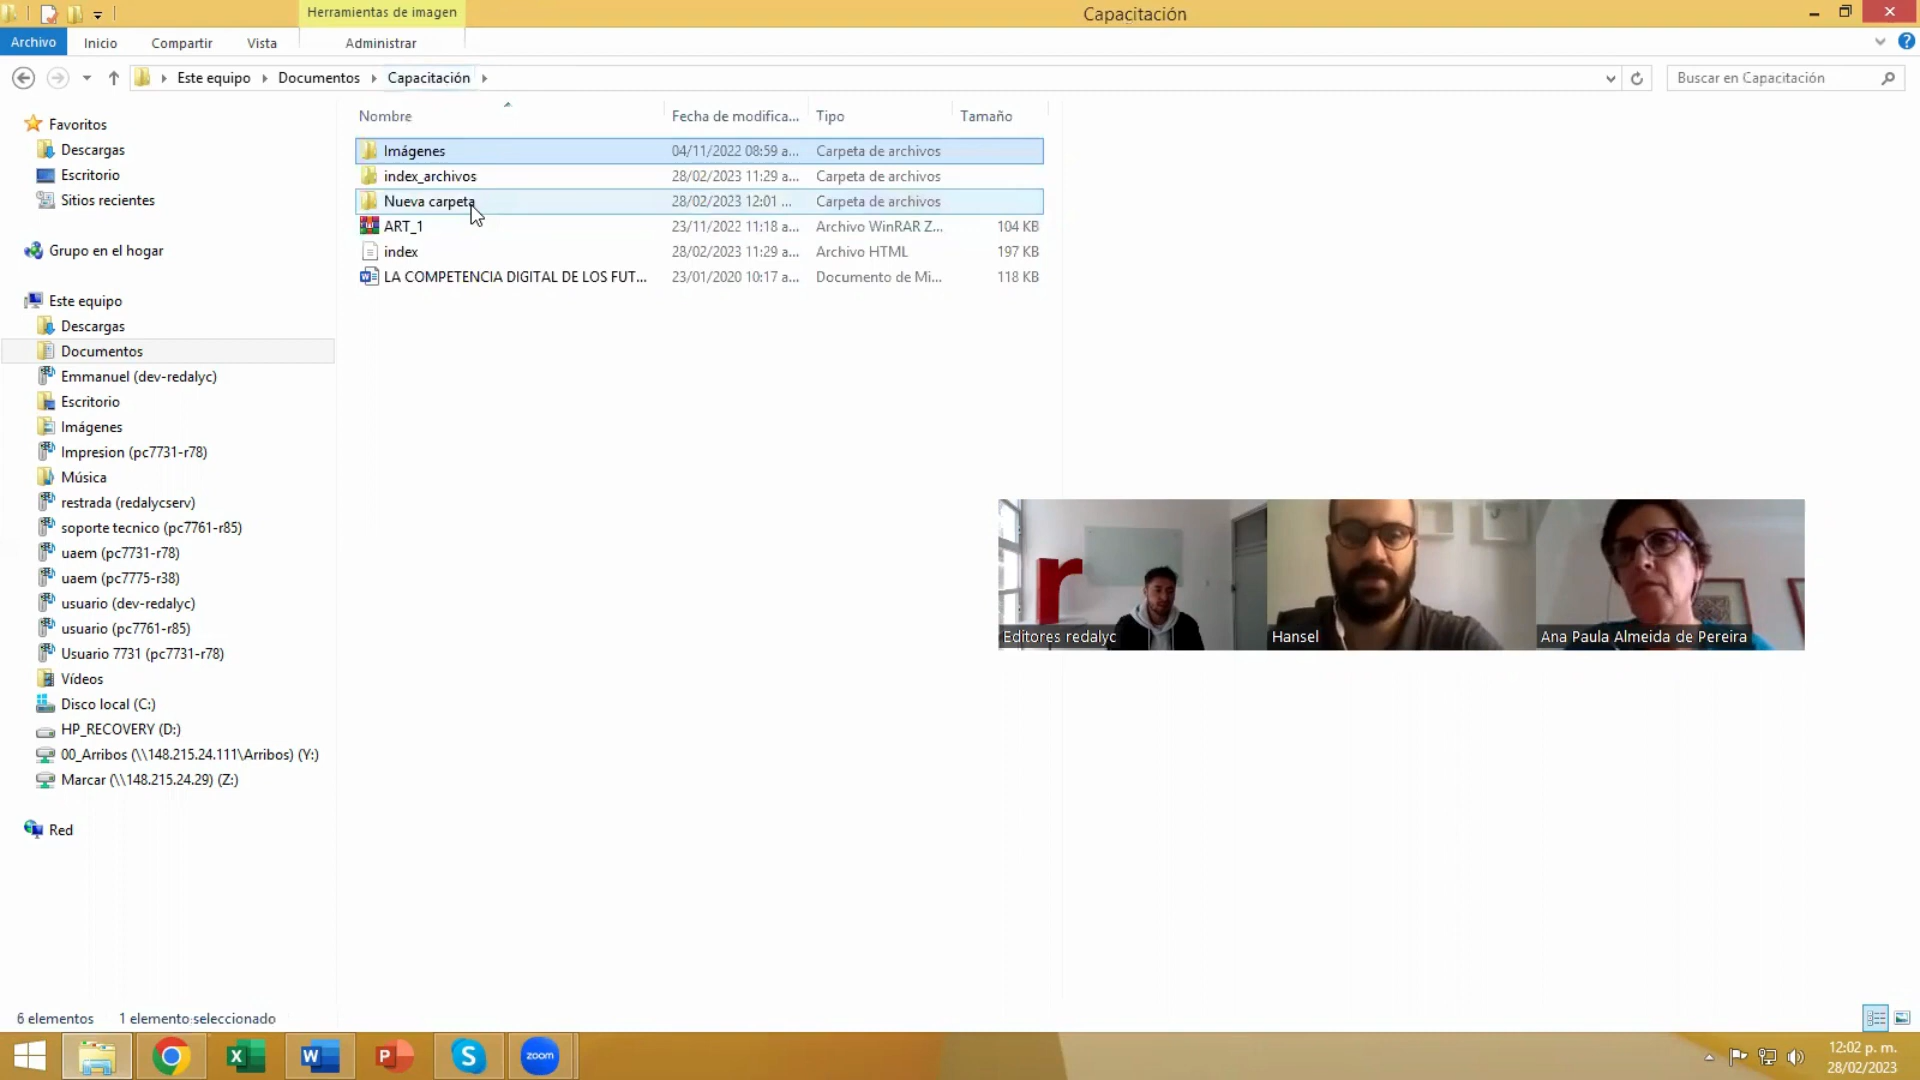 Herramientas de imagen
Capacitación
Archivo Inicio Compartir Vista Administrar
Este equipo Documentos Capacitación
Buscar en Capacitación
Nombre Fecha de modifica... Tipo Tamaño
Imágenes 04/11/2022 08:59 a... Carpeta de archivos
index_archivos 28/02/2023 11:29 a... Carpeta de archivos
Nueva carpeta 28/02/2023 12:01 ... Carpeta de archivos
ART_1 23/11/2022 11:18 a... Archivo WinRAR Z... 104 KB
index 28/02/2023 11:29 a... Archivo HTML 197 KB
LA COMPETENCIA DIGITAL DE LOS FUT... 23/01/2020 10:17 a... Documento de Mi... 118 KB
Favoritos
Descargas
Escritorio
Sitios recientes
Grupo en el hogar
Este equipo
Descargas
Documentos
Emmanuel (dev-redalyc)
Escritorio
Imágenes
Impresion (pc7731-r78)
Música
restrada (redalycserv)
soporte tecnico (pc7761-r85)
uaem (pc7731-r78)
uaem (pc7775-r38)
usuario (dev-redalyc)
usuario (pc7761-r85)
Usuario 7731 (pc7731-r78)
Vídeos
Disco local (C:)
HP_RECOVERY (D:)
00_Arribos (\\148.215.24.111\Arribos) (Y:)
Marcar (\\148.215.24.29) (Z:)
Red
r
Editores redalyc
Hansel
Ana Paula Almeida de Pereira
6 elementos 1 elemento seleccionado
zoom
12:02 p. m.
28/02/2023